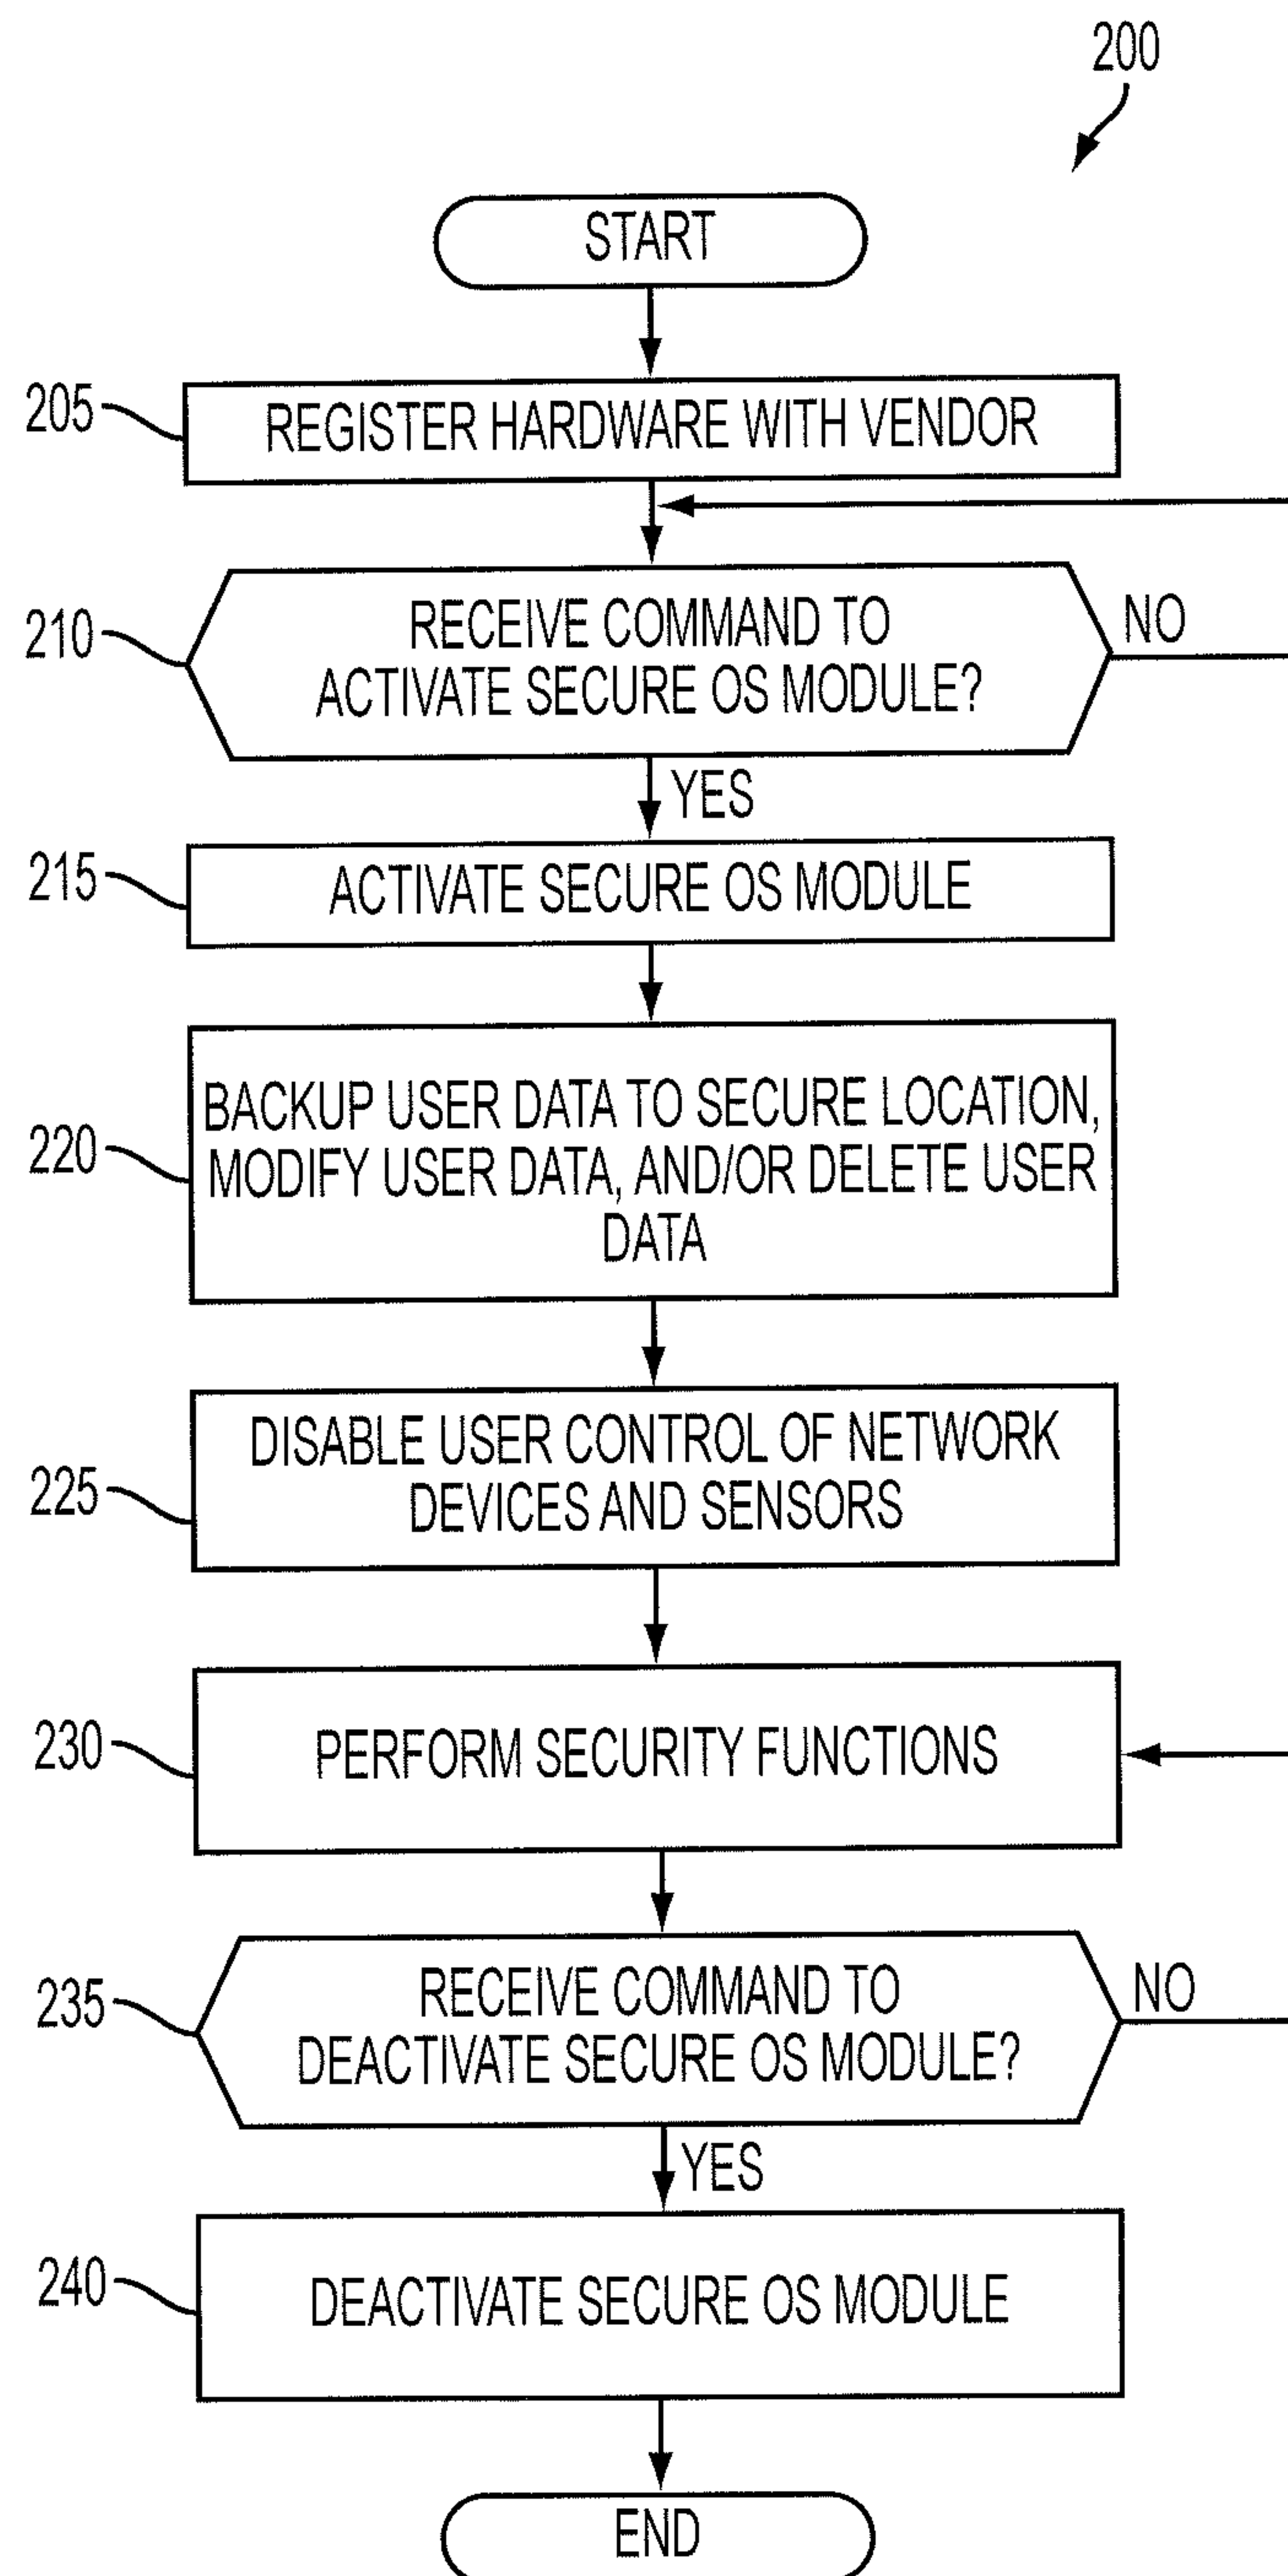 200
START
205
REGISTER HARDWARE WITH VENDOR
210
RECEIVE COMMAND TO
ACTIVATE SECURE OS MODULE?
NO
YES
215
ACTIVATE SECURE OS MODULE
220
BACKUP USER DATA TO SECURE LOCATION,
MODIFY USER DATA, AND/OR DELETE USER
DATA
225
DISABLE USER CONTROL OF NETWORK
DEVICES AND SENSORS
230
PERFORM SECURITY FUNCTIONS
235
RECEIVE COMMAND TO
DEACTIVATE SECURE OS MODULE?
NO
YES
240
DEACTIVATE SECURE OS MODULE
END